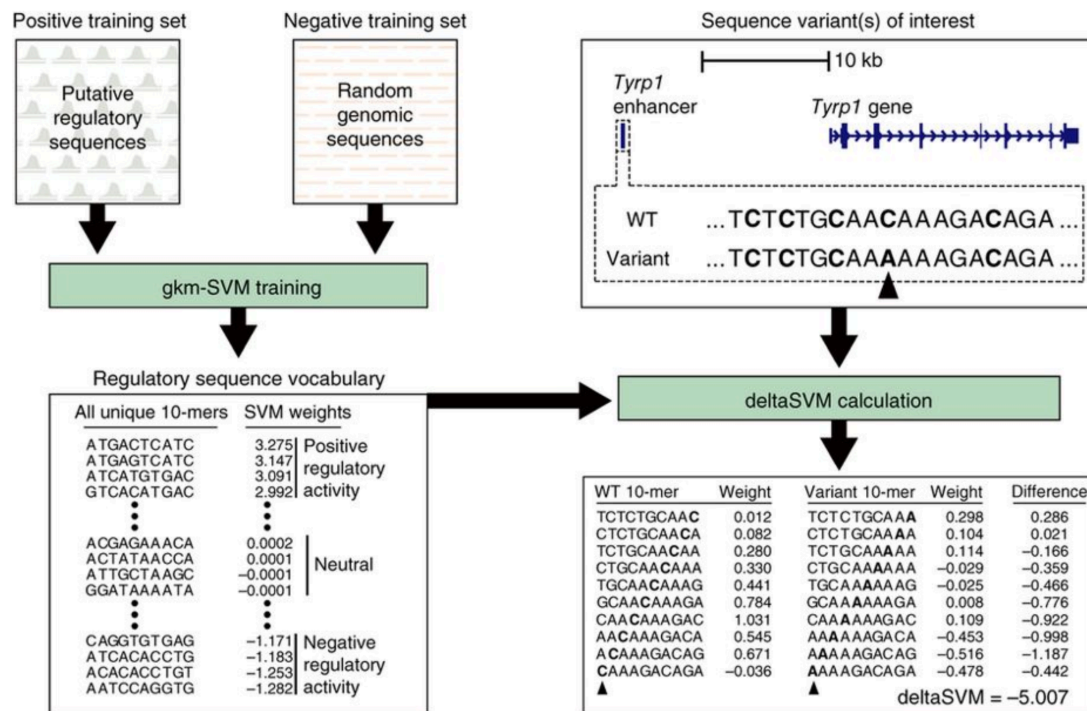 Positive training set
Negative training set
Putative
regulatory
sequences
Random
genomic
sequences
gkm-SVM training
Regulatory sequence vocabulary
All unique 10-mers SVM weights
ATGACTCATC 3.275
ATGAGTCATC 3.147
ATCATGTGAC 3.091
GTCACATGAC 2.992
Positive
regulatory
activity
ACGAGAAACA 0.0002
ACTATAACCA 0.0001
ATTGCTAAGC −0.0001
GGATAAAATA −0.0001
Neutral
CAGGTGTGAG −1.171
ATCACACCTG −1.183
ACACACCTGT −1.253
AATCCAGGTG −1.282
Negative
regulatory
activity
Sequence variant(s) of interest
10 kb
Tyrp1
enhancer
Tyrp1 gene
WT ...TCTCTGCAACAAAGACAGA ...
Variant ...TCTCTGCAAAAAAGACAGA ...
deltaSVM calculation
WT 10-mer Weight Variant 10-mer Weight Difference
TCTCTGCAAC 0.012 TCTCTGCAAA 0.298 0.286
CTCTGCAACA 0.082 CTCTGCAAAA 0.104 0.021
TCTGCAACAA 0.280 TCTGCAAAAA 0.114 −0.166
CTGCAACAAA 0.330 CTGCAAAAAA −0.029 −0.359
TGCAACAAAG 0.441 TGCAAAAAAG −0.025 −0.466
GCAACAAAGA 0.784 GCAAAAAAGA 0.008 −0.776
CAACAAAGAC 1.031 CAAAAAAGAC 0.109 −0.922
AACAAAGACA 0.545 AAAAAAGACA −0.453 −0.998
ACAAAGACAG 0.671 AAAAAGACAG −0.516 −1.187
CAAAGACAGA −0.036 AAAAGACAGA −0.478 −0.442
deltaSVM = −5.007